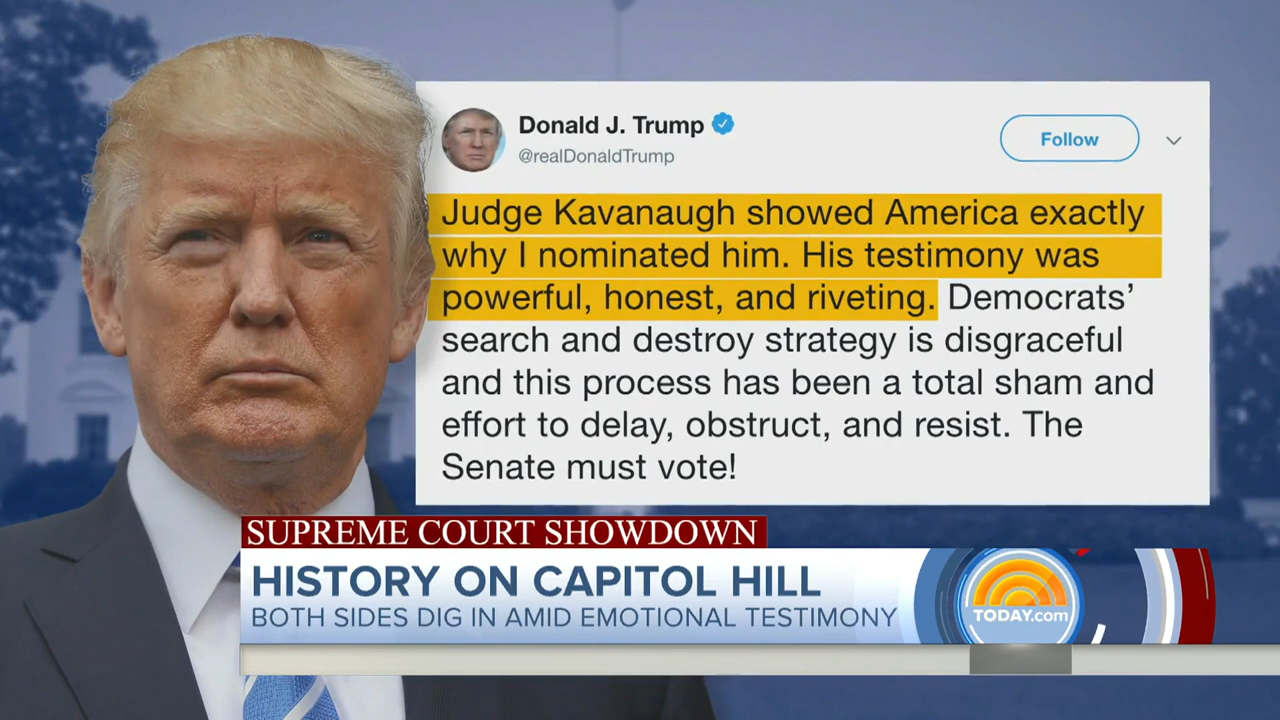 Donald J. Trump
@realDonaldTrump
Follow
Judge Kavanaugh showed America exactly
why I nominated him. His testimony was
powerful, honest, and riveting. Democrats’
search and destroy strategy is disgraceful
and this process has been a total sham and
effort to delay, obstruct, and resist. The
Senate must vote!
SUPREME COURT SHOWDOWN
HISTORY ON CAPITOL HILL
BOTH SIDES DIG IN AMID EMOTIONAL TESTIMONY
TODAY.com